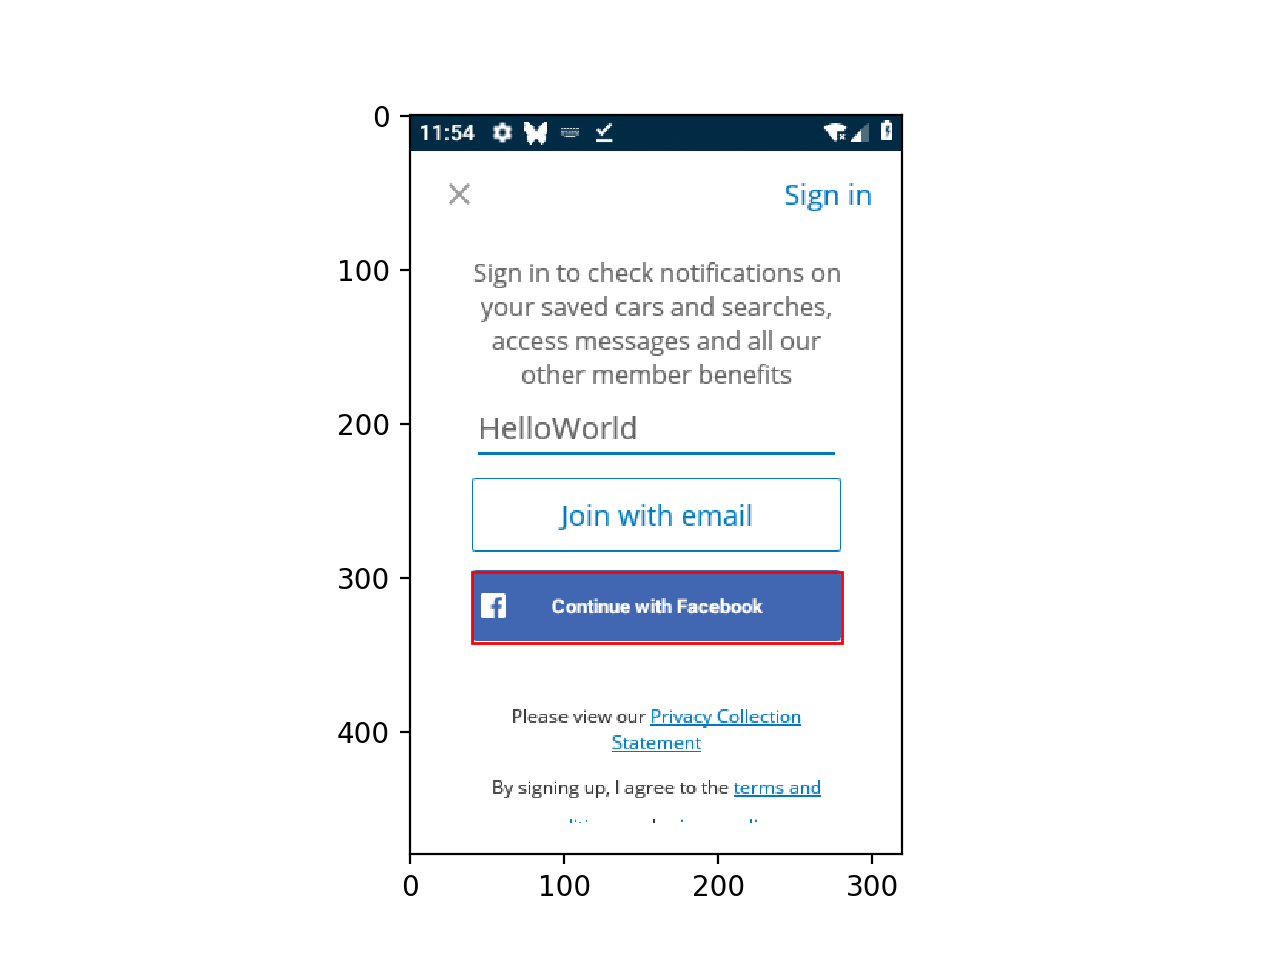 0
11:54
Sign in
100
Sign in to check notifications on
your saved cars and searches,
access messages and all our
other member benefits
200
HelloWorld
Join with email
300
Continue with Facebook
Please view our Privacy Collection
Statement
400
By signing up, I agree to the terms and
0 100 200 300